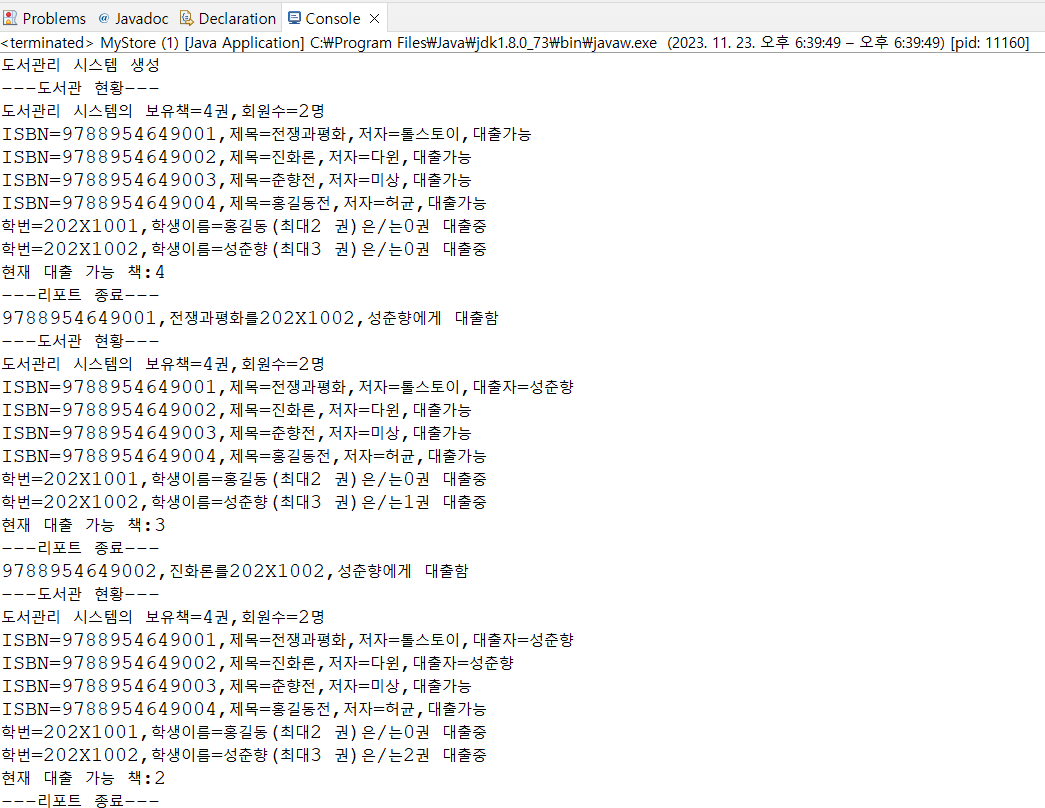 Problems @ Javadoc Declaration Console
<terminated> MyStore (1) [Java Application] C:₩Program Files₩Java₩jdk1.8.0_73₩bin₩javaw.exe (2023. 11. 23. 오후 6:39:49 – 오후 6:39:49) [pid: 11160]
도서관리 시스템 생성
---도서관 현황---
도서관리 시스템의 보유책=4권,회원수=2명
ISBN=9788954649001,제목=전쟁과평화,저자=톨스토이,대출가능
ISBN=9788954649002,제목=진화론,저자=다윈,대출가능
ISBN=9788954649003,제목=춘향전,저자=미상,대출가능
ISBN=9788954649004,제목=홍길동전,저자=허균,대출가능
학번=202X1001,학생이름=홍길동(최대2 권)은/는0권 대출중
학번=202X1002,학생이름=성춘향(최대3 권)은/는0권 대출중
현재 대출 가능 책:4
---리포트 종료---
9788954649001,전쟁과평화를202X1002,성춘향에게 대출함
---도서관 현황---
도서관리 시스템의 보유책=4권,회원수=2명
ISBN=9788954649001,제목=전쟁과평화,저자=톨스토이,대출자=성춘향
ISBN=9788954649002,제목=진화론,저자=다윈,대출가능
ISBN=9788954649003,제목=춘향전,저자=미상,대출가능
ISBN=9788954649004,제목=홍길동전,저자=허균,대출가능
학번=202X1001,학생이름=홍길동(최대2 권)은/는0권 대출중
학번=202X1002,학생이름=성춘향(최대3 권)은/는1권 대출중
현재 대출 가능 책:3
---리포트 종료---
9788954649002,진화론를202X1002,성춘향에게 대출함
---도서관 현황---
도서관리 시스템의 보유책=4권,회원수=2명
ISBN=9788954649001,제목=전쟁과평화,저자=톨스토이,대출자=성춘향
ISBN=9788954649002,제목=진화론,저자=다윈,대출자=성춘향
ISBN=9788954649003,제목=춘향전,저자=미상,대출가능
ISBN=9788954649004,제목=홍길동전,저자=허균,대출가능
학번=202X1001,학생이름=홍길동(최대2 권)은/는0권 대출중
학번=202X1002,학생이름=성춘향(최대3 권)은/는2권 대출중
현재 대출 가능 책:2
---리포트 종료---